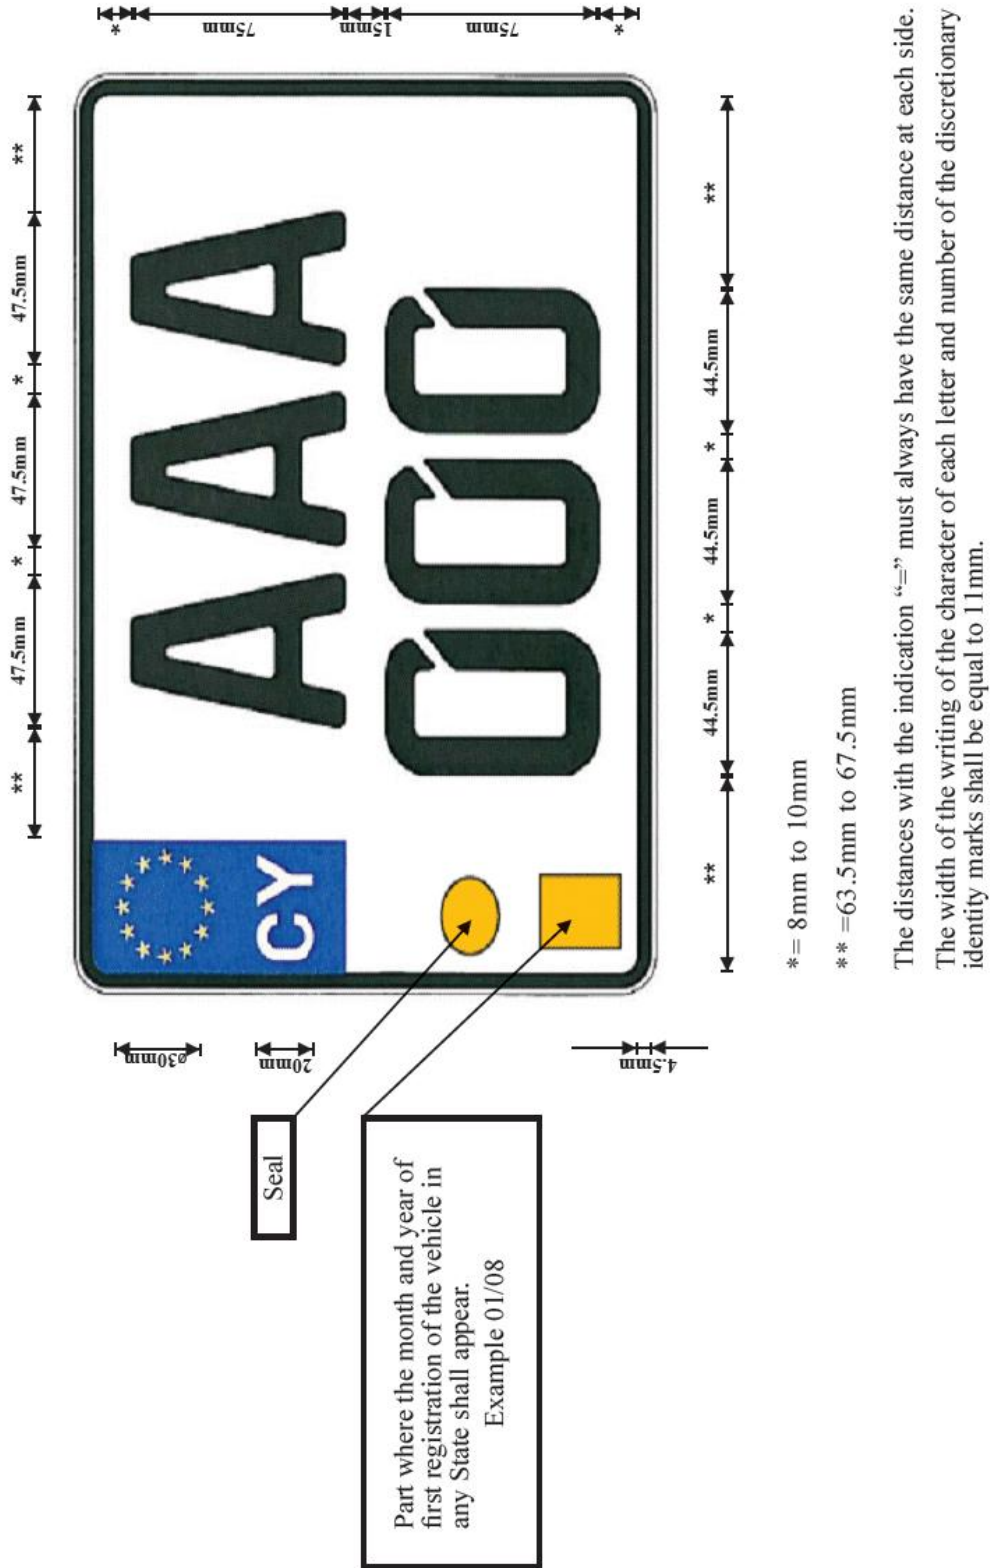 ** 47.5mm * 47.5mm * 47.5mm **
* 75mm 15mm 75mm *
CY
AAA
000
ø30mm
20mm
4.5mm
Seal
Part where the month and year of
first registration of the vehicle in
any State shall appear.
Example 01/08
** 44.5mm * 44.5mm * 44.5mm **
*= 8mm to 10mm
** =63.5mm to 67.5mm
The distances with the indication “=” must always have the same distance at each side.
The width of the writing of the character of each letter and number of the discretionary
identity marks shall be equal to 11mm.